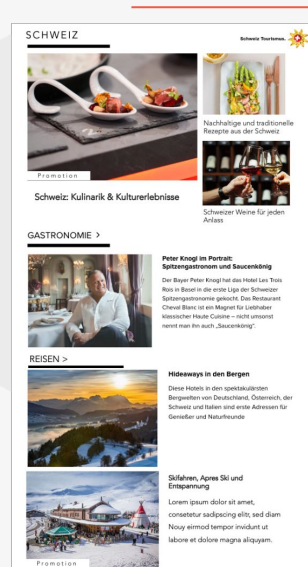 SCHWEIZ
Schweiz Tourismus.
Promotion
Schweiz: Kulinarik & Kulturerlebnisse
Nachhaltige und traditionelle
Rezepte aus der Schweiz
Schweizer Weine für jeden
Anlass
GASTRONOMIE >
Peter Knogl im Portrait:
Spitzengastronom und Saucenkönig
Der Bayer Peter Knogl hat das Hotel Les Trois
Rois in Basel in die erste Liga der Schweizer
Spitzengastronomie gekocht. Das Restaurant
Cheval Blanc ist ein Magnet für Liebhaber
klassischer Haute Cuisine – nicht umsonst
nennt man ihn auch „Saucenkönig".
REISEN >
Hideaways in den Bergen
Diese Hotels in den spektakulärsten
Bergwelten von Deutschland, Österreich, der
Schweiz und Italien sind erste Adressen für
Genießer und Naturfreunde
Skifahren, Apres Ski und
Entspannung
Lorem ipsum dolor sit amet,
consetetur sadipscing elitr, sed diam
Nouy eirmod tempor invidunt ut
labore et dolore magna aliquyam.
Promotion